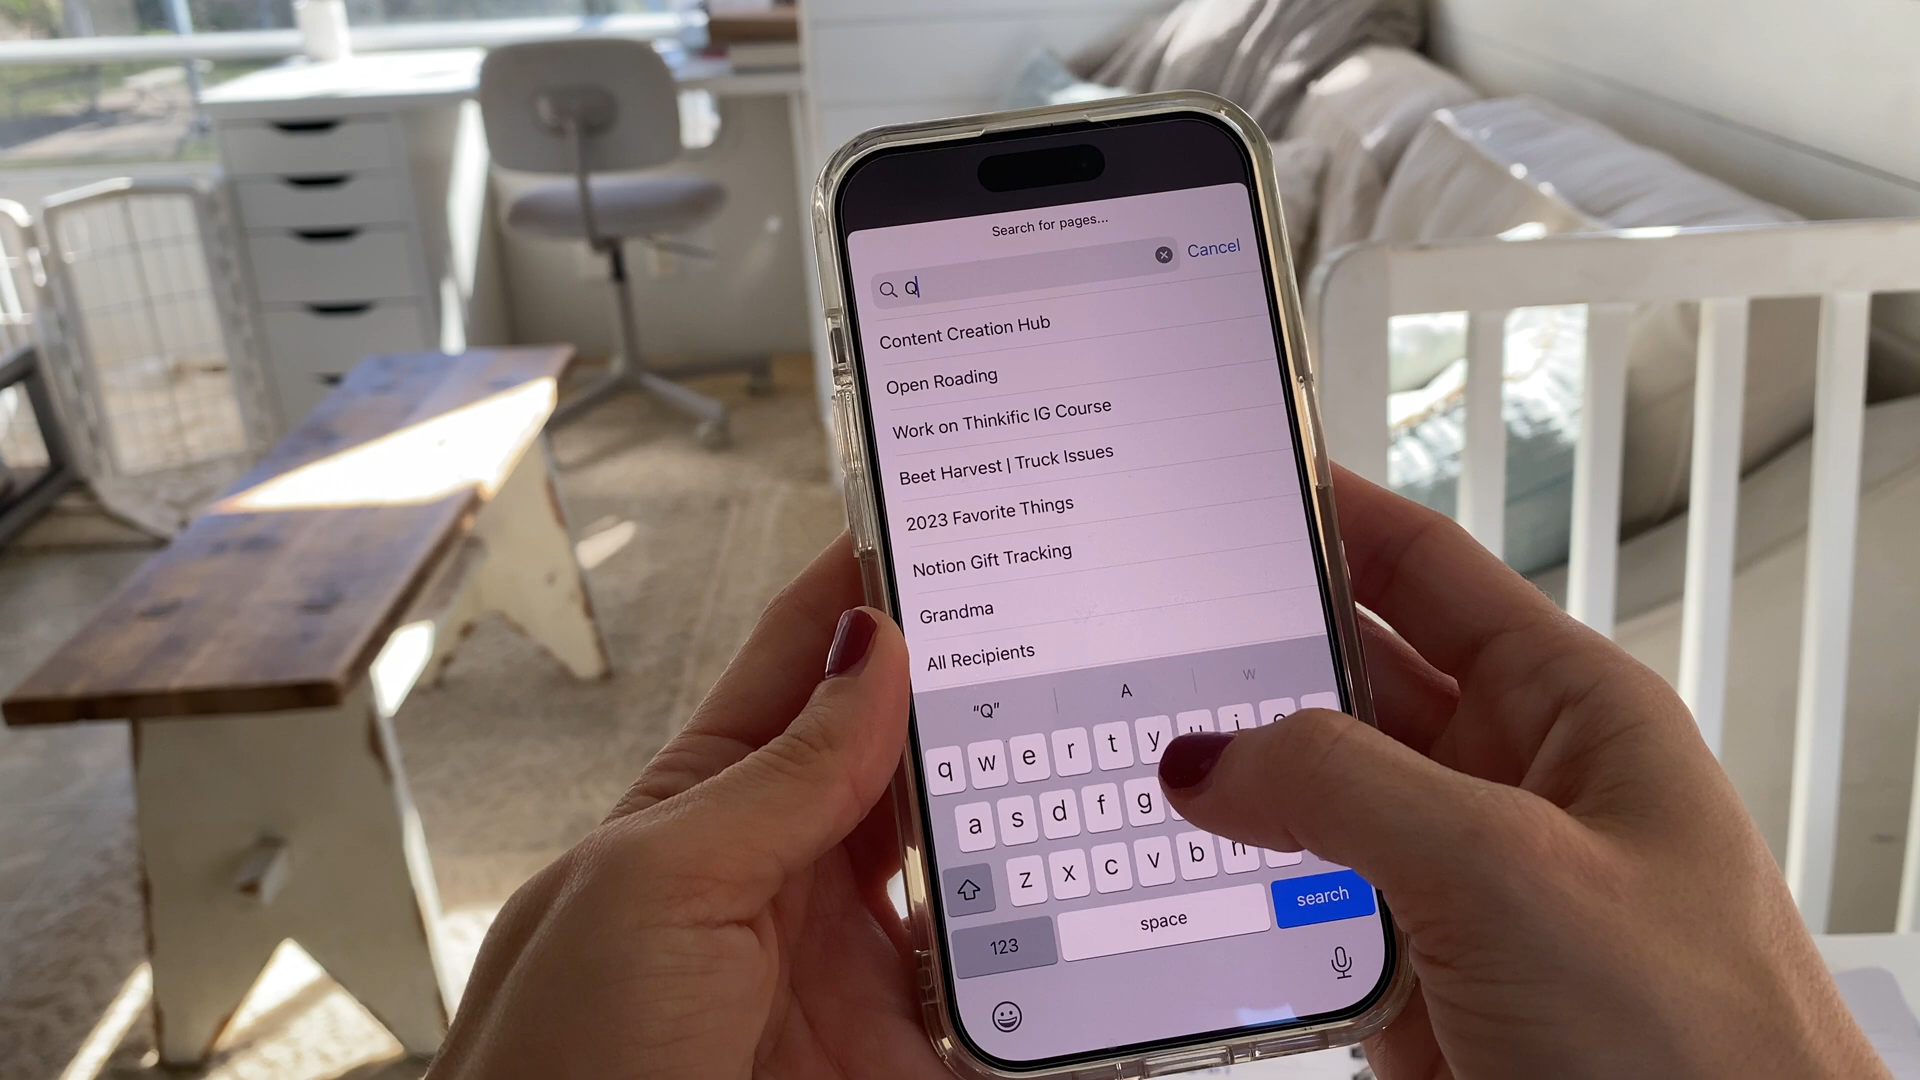 Search for pages...
Q Cancel
Content Creation Hub
Open Roading
Work on Thinkific IG Course
Beet Harvest | Truck Issues
2023 Favorite Things
Notion Gift Tracking
Grandma
All Recipients
“Q” A W
q w e r t y u i o
a s d f g
z x c v b n
123 space search